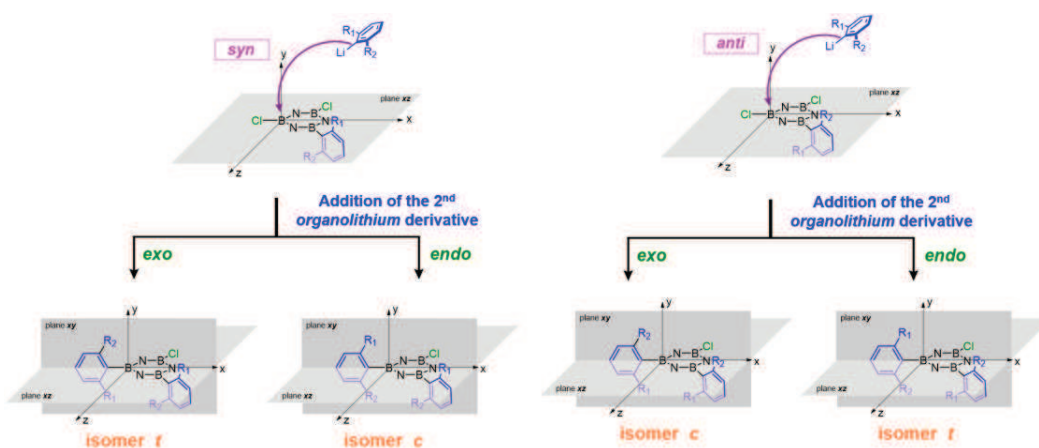 syn
Li
R1
R2
y
plane xz
Cl
B
N
B
Cl
N
B
N
R1
R2
x
z
Addition of the 2nd
organolithium derivative
exo
endo
plane xy
y
R2
R1
B
N
B
Cl
N
B
N
R1
R2
x
plane xz
z
isomer t
plane xy
y
R1
R2
B
N
B
Cl
N
B
N
R1
R2
x
plane xz
z
isomer c
anti
Li
R1
R2
y
plane xz
Cl
B
N
B
Cl
N
B
N
R2
R1
x
z
Addition of the 2nd
organolithium derivative
exo
endo
plane xy
y
R2
R1
B
N
B
Cl
N
B
N
R2
R1
x
plane xz
z
isomer c
plane xy
y
R1
R2
B
N
B
Cl
N
B
N
R2
R1
x
plane xz
z
isomer t